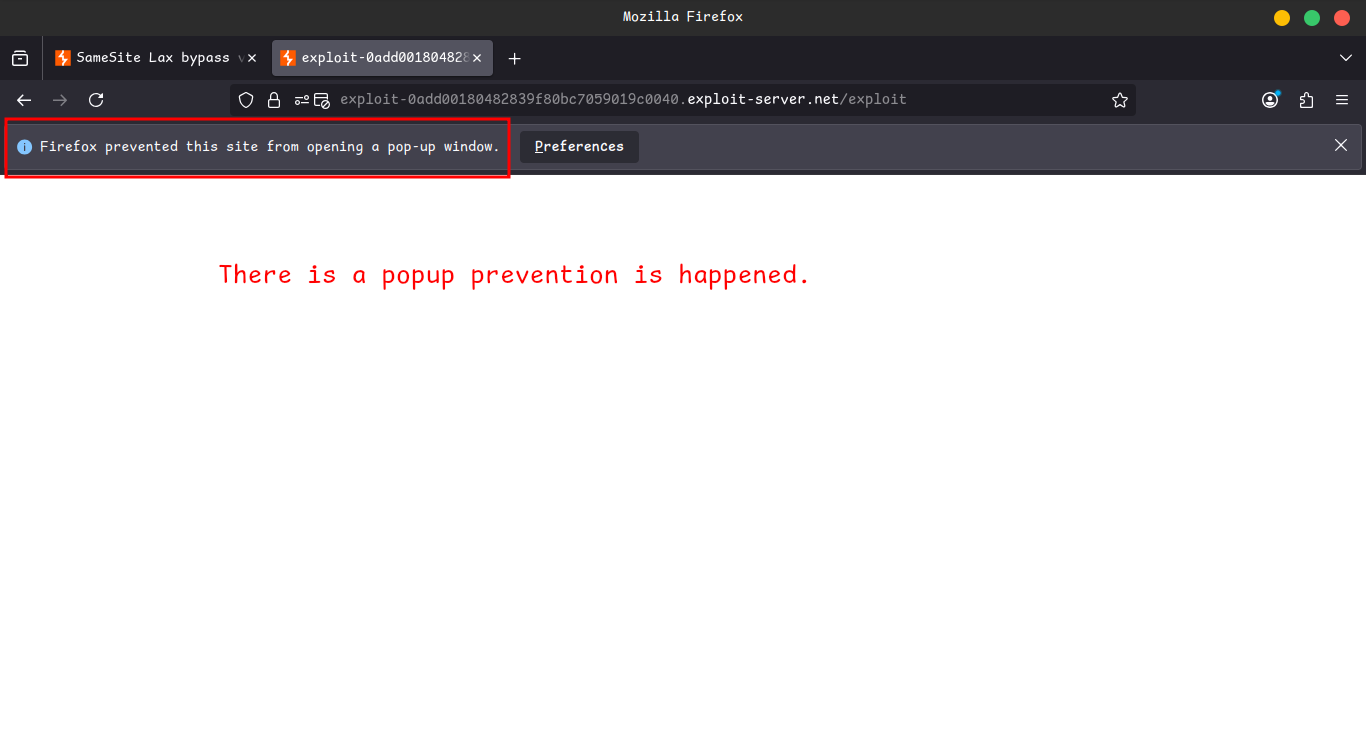 Mozilla Firefox
SameSite Lax bypass v
exploit-0add001804828
exploit-0add00180482839f80bc7059019c0040.exploit-server.net/exploit
Firefox prevented this site from opening a pop-up window.
Preferences
There is a popup prevention is happened.